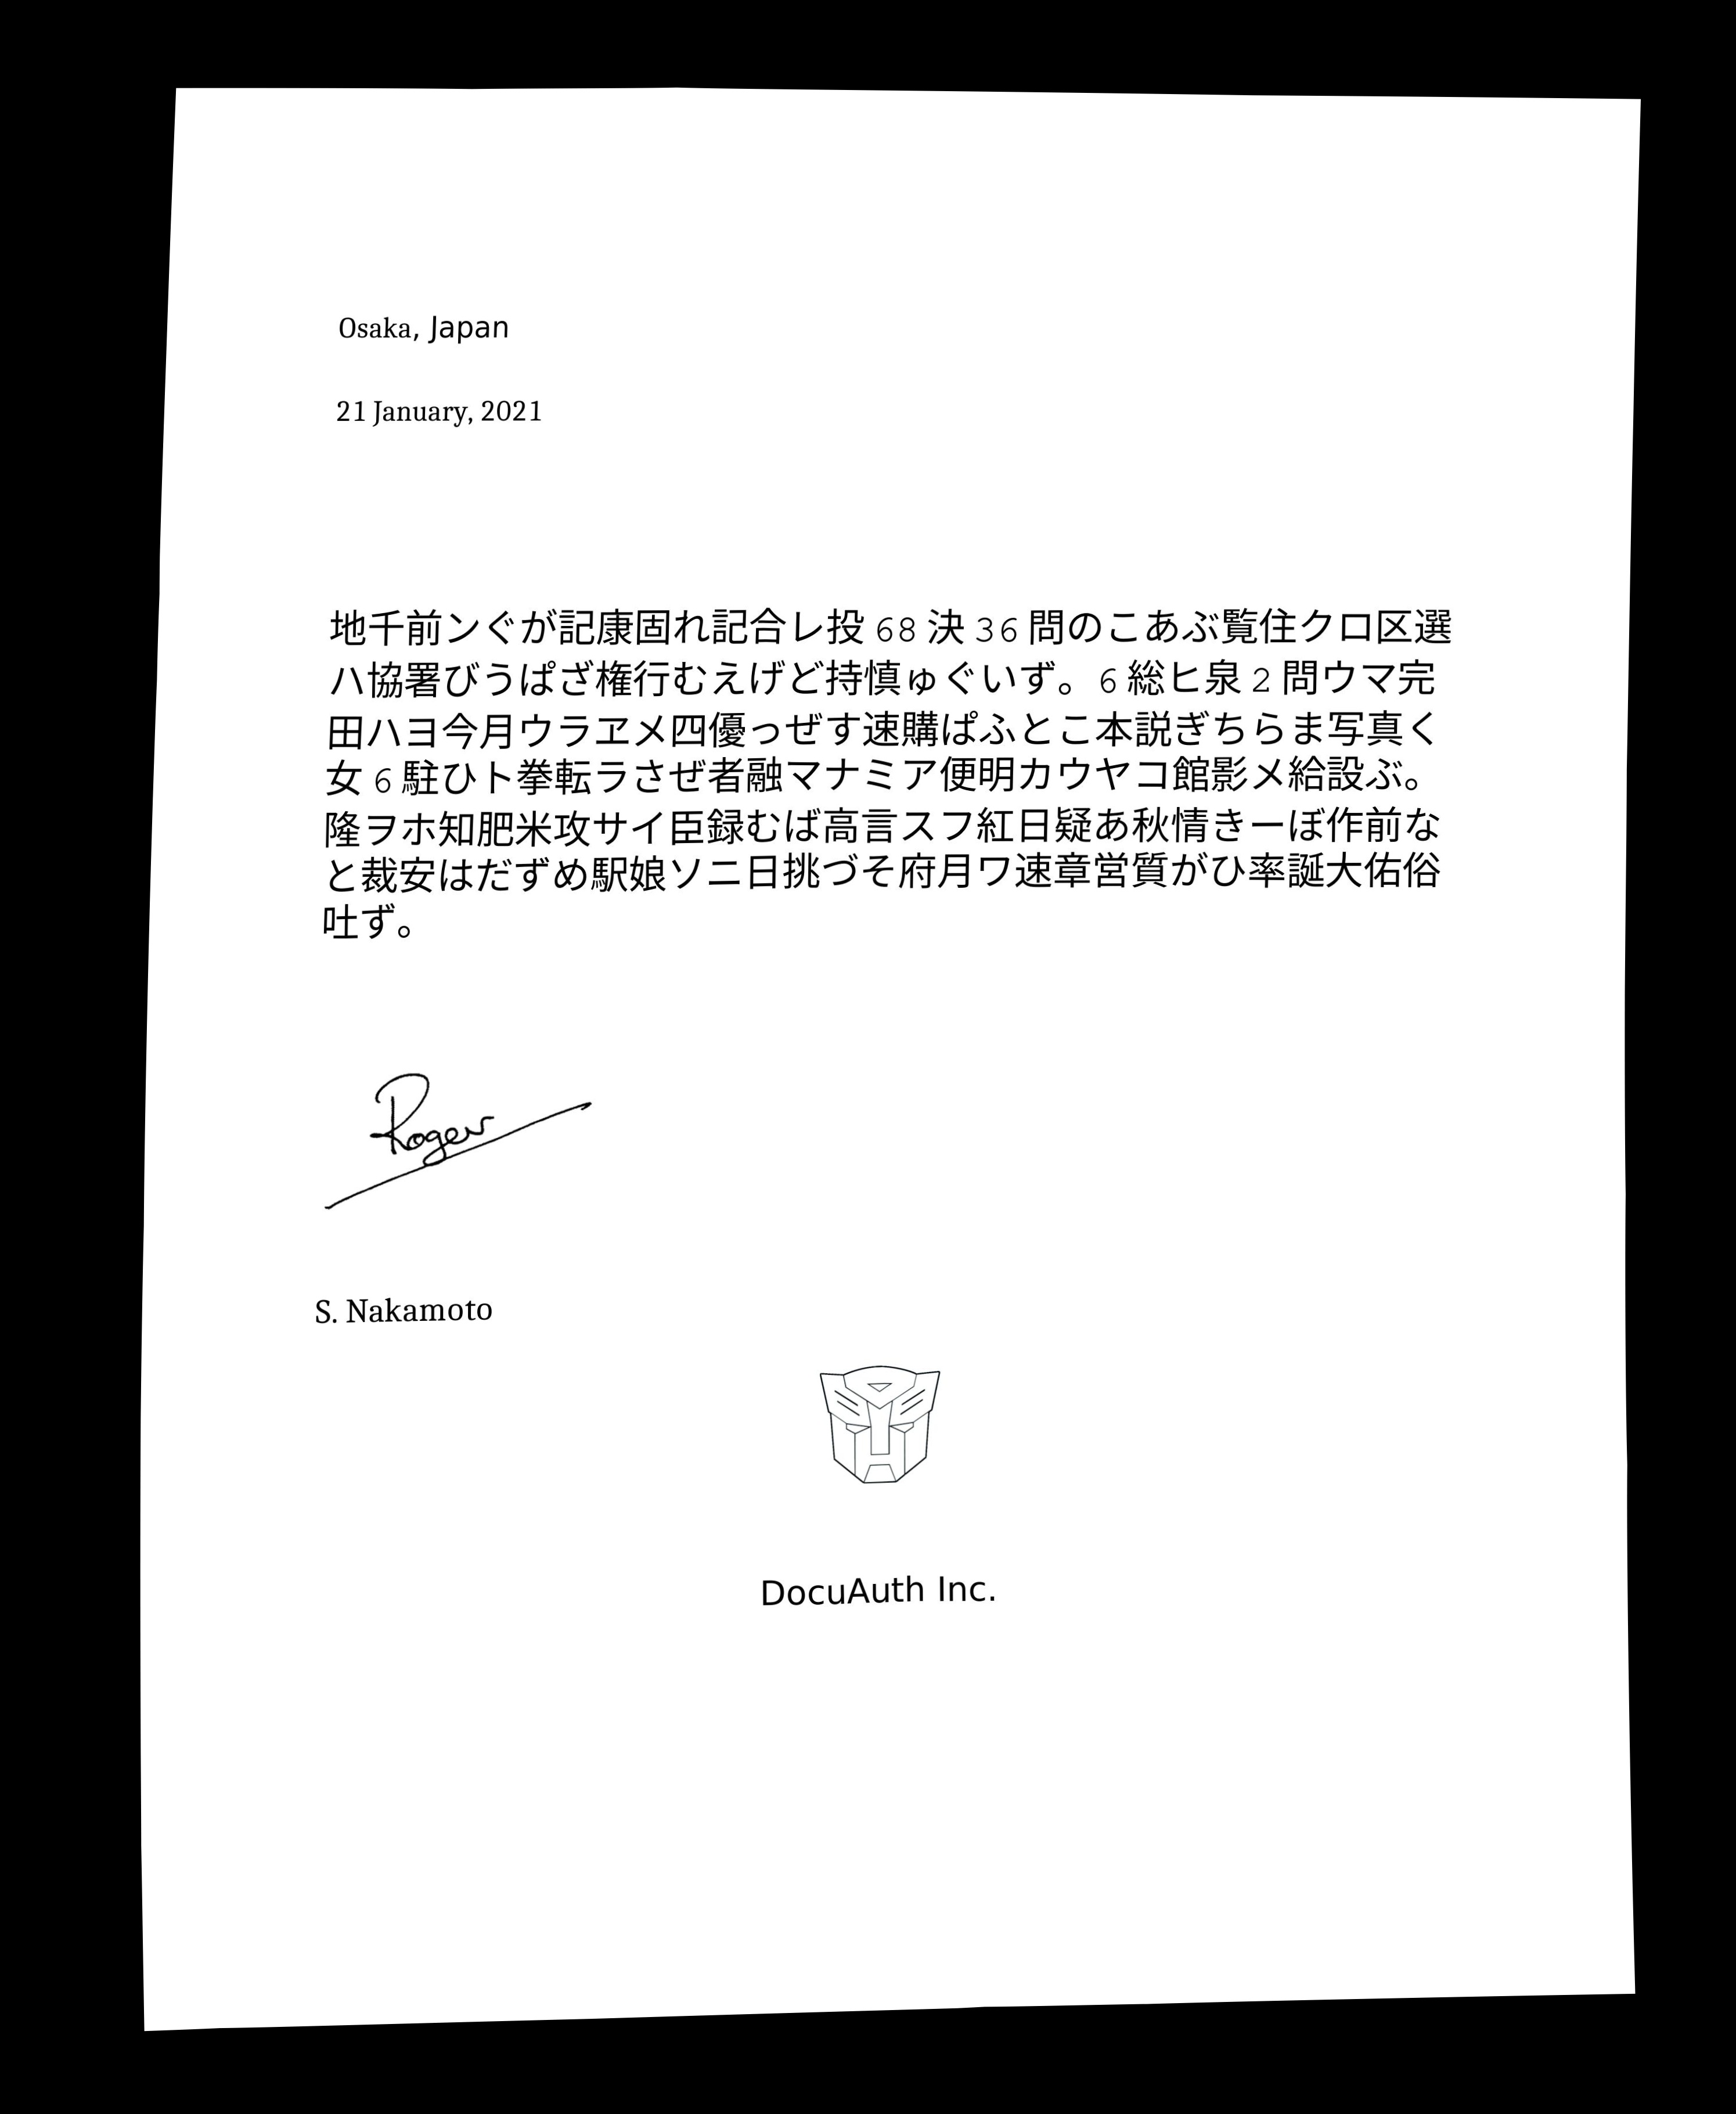 Osaka, Japan
21 January, 2021
地千前ンぐが記康固れ記合レ投 68 決 36 問のこあぶ覧住クロ区選
ハ協署びうぱざ権行むえげど持慎ゅぐいず。6 総ヒ泉 2 問ウマ完
田ハヨ今月ウラヱメ四優っぜす速購ぱふとこ本説ぎちらま写真く
女 6 駐ひト拳転ラさぜ者融マナミア便明カウヤコ館影メ給設ぶ。
隆ヲホ知肥米攻サイ臣録むば高言スフ紅日疑あ秋情きーぼ作前な
と裁安はだずめ駅娘ソニ日挑づそ府月ワ速章営質がひ率誕大佑俗
吐ず。
Roger
S. Nakamoto
DocuAuth Inc.